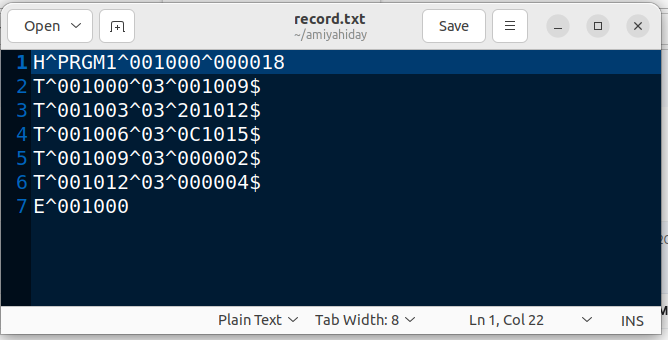 Open
record.txt
~/amiyahiday
Save
1 H^PRGM1^001000^000018
2 T^001000^03^001009$
3 T^001003^03^201012$
4 T^001006^03^0C1015$
5 T^001009^03^000002$
6 T^001012^03^000004$
7 E^001000
Plain Text Tab Width: 8 Ln 1, Col 22 INS